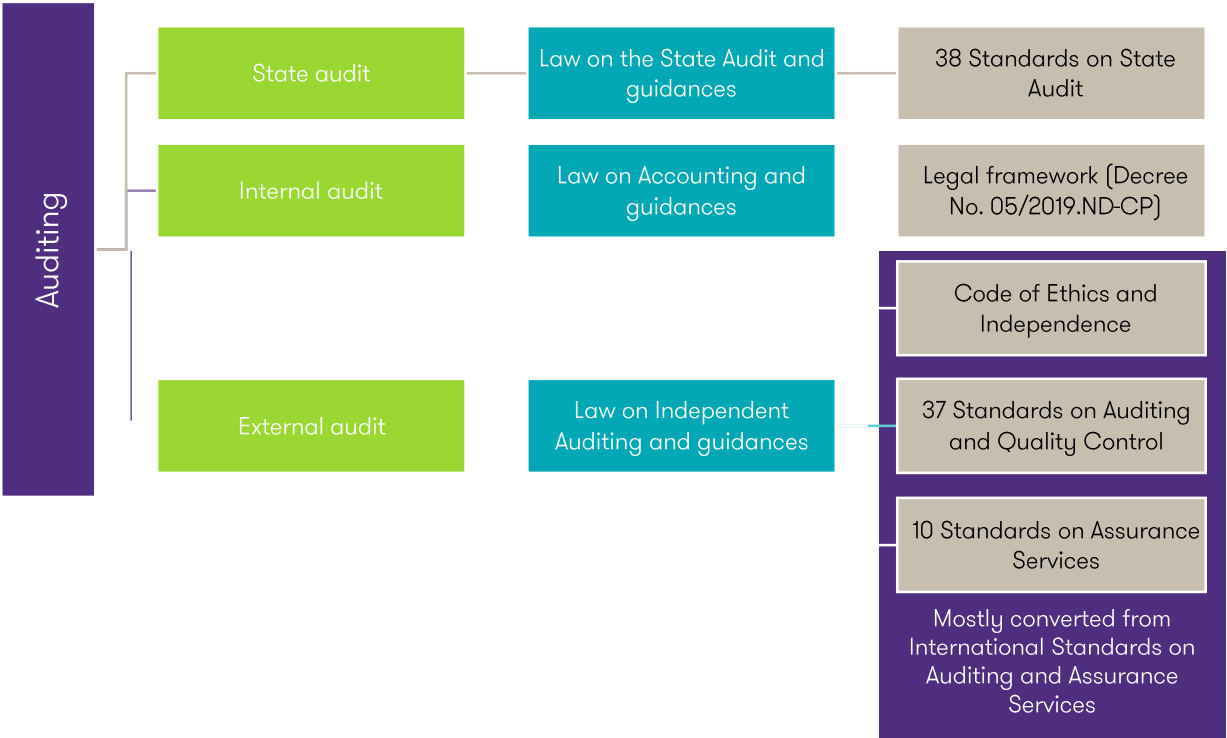 Auditing
State audit
Law on the State Audit and
guidances
38 Standards on State
Audit
Internal audit
Law on Accounting and
guidances
Legal framework (Decree
No. 05/2019.ND-CP)
External audit
Law on Independent
Auditing and guidances
Code of Ethics and
Independence
37 Standards on Auditing
and Quality Control
10 Standards on Assurance
Services
Mostly converted from
International Standards on
Auditing and Assurance
Services